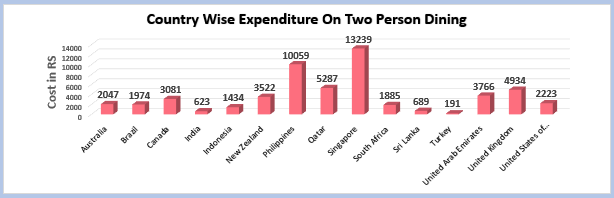 Country Wise Expenditure On Two Person Dining
Cost in RS
14000
12000
10000
8000
6000
4000
2000
0
2047
1974
3081
623
1434
3522
10059
5287
13239
1885
689
191
3766
4934
2223
Australia
Brazil
Canada
India
Indonesia
New Zealand
Philippines
Qatar
Singapore
South Africa
Sri Lanka
Turkey
United Arab Emirates
United Kingdom
United States of...